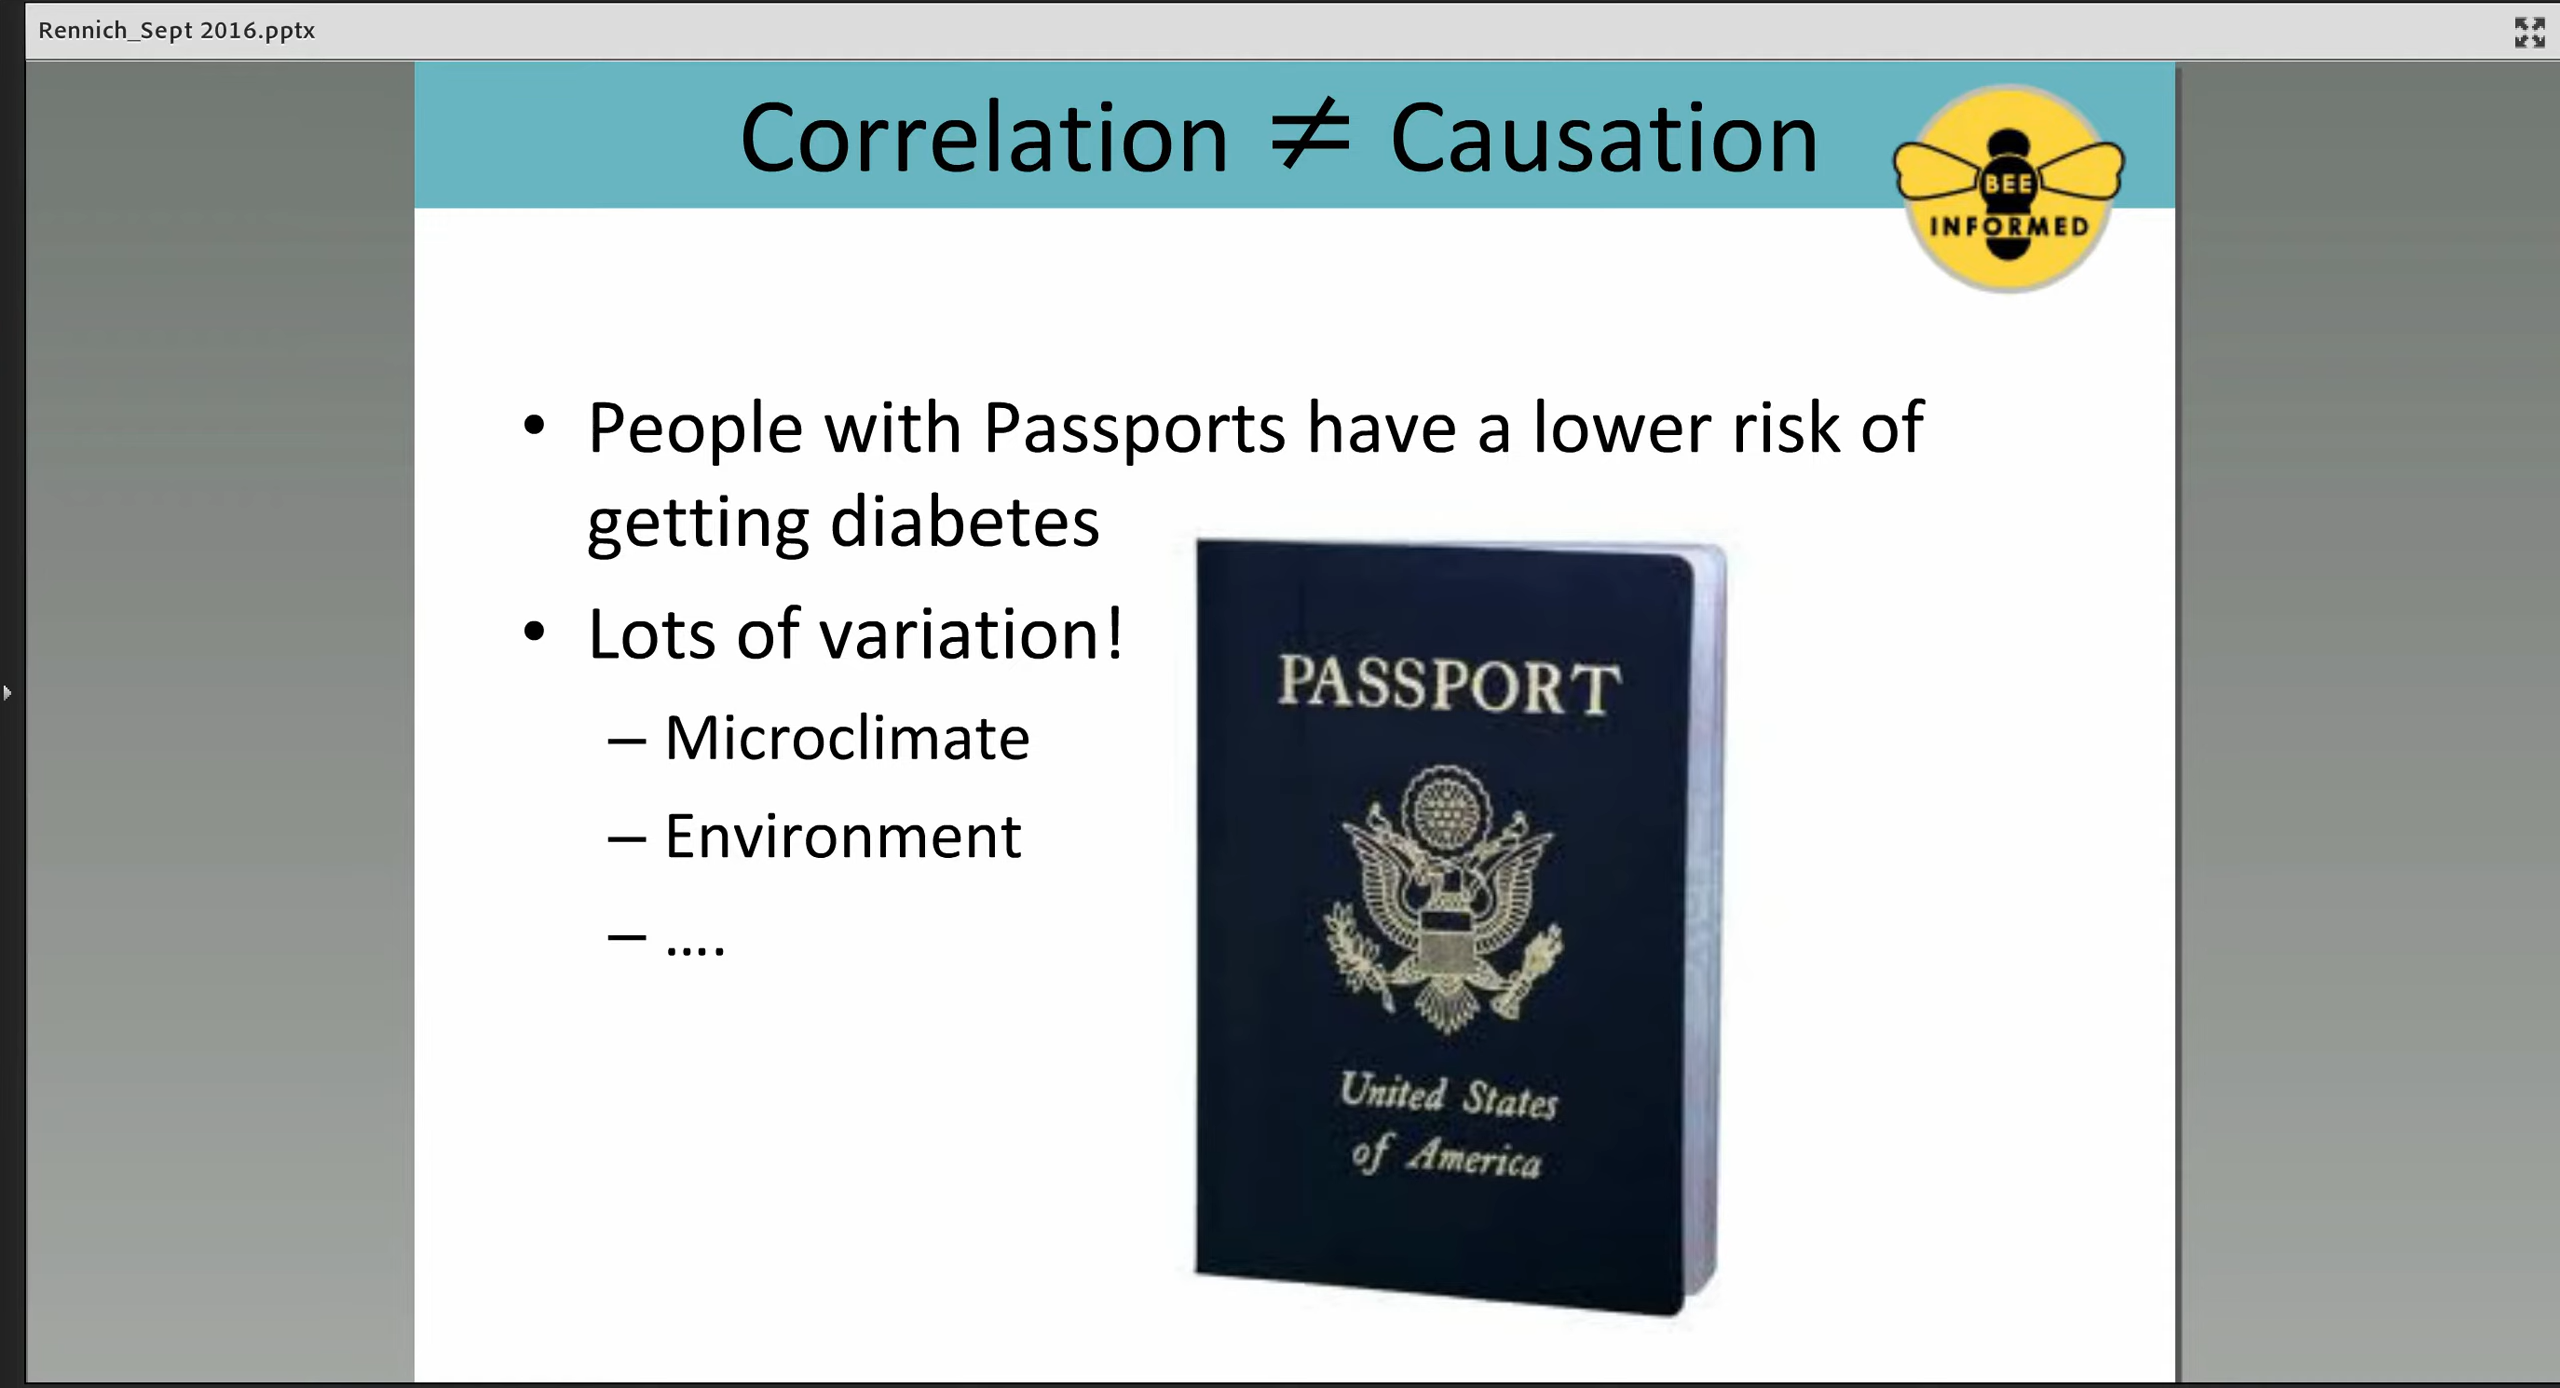 Rennich_Sept 2016.pptx
Correlation ≠ Causation
BEE
INFORMED
• People with Passports have a lower risk of
getting diabetes
• Lots of variation!
– Microclimate
– Environment
– ....
PASSPORT
United States
of America